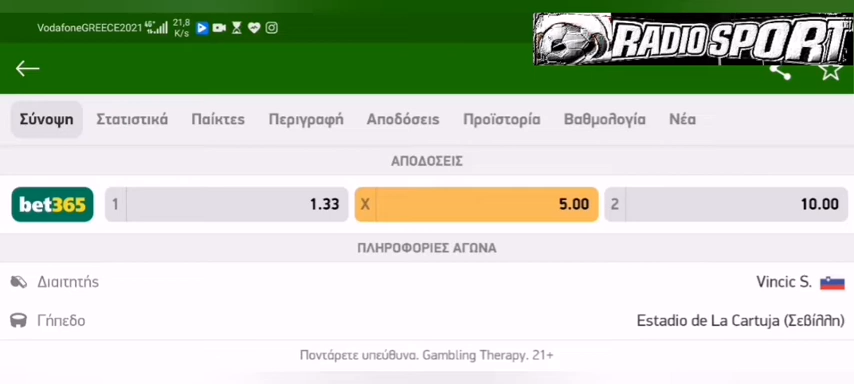 VodafoneGREECE2021 4G+ 21,8 K/s
RADIO SPORT
Σύνοψη Στατιστικά Παίκτες Περιγραφή Αποδόσεις Προϊστορία Βαθμολογία Νέα
ΑΠΟΔΟΣΕΙΣ
bet365 1 1.33 X 5.00 2 10.00
ΠΛΗΡΟΦΟΡΙΕΣ ΑΓΩΝΑ
Διαιτητής Vincic S.
Γήπεδο Estadio de La Cartuja (Σεβίλλη)
Ποντάρετε υπεύθυνα. Gambling Therapy. 21+